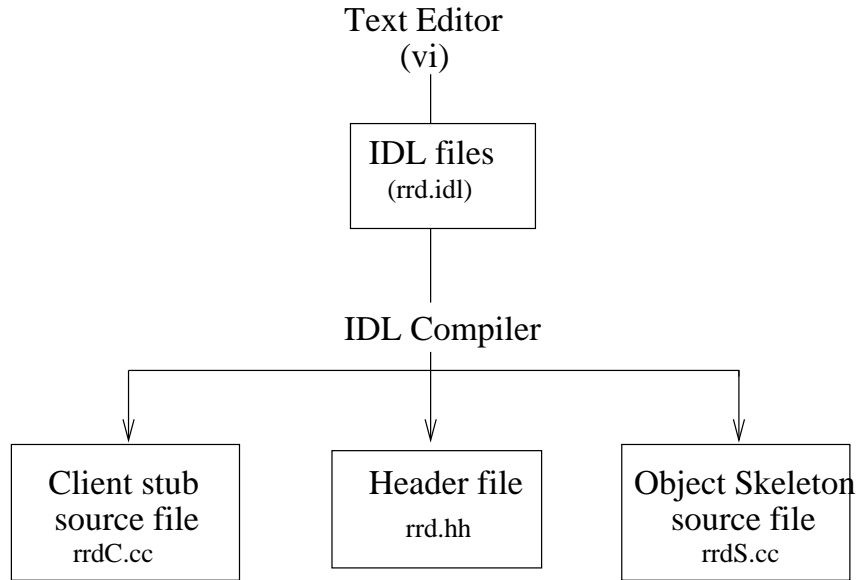 Text Editor
(vi)
IDL files
(rrd.idl)
IDL Compiler
Client stub
source file
rrdC.cc
Header file
rrd.hh
Object Skeleton
source file
rrdS.cc